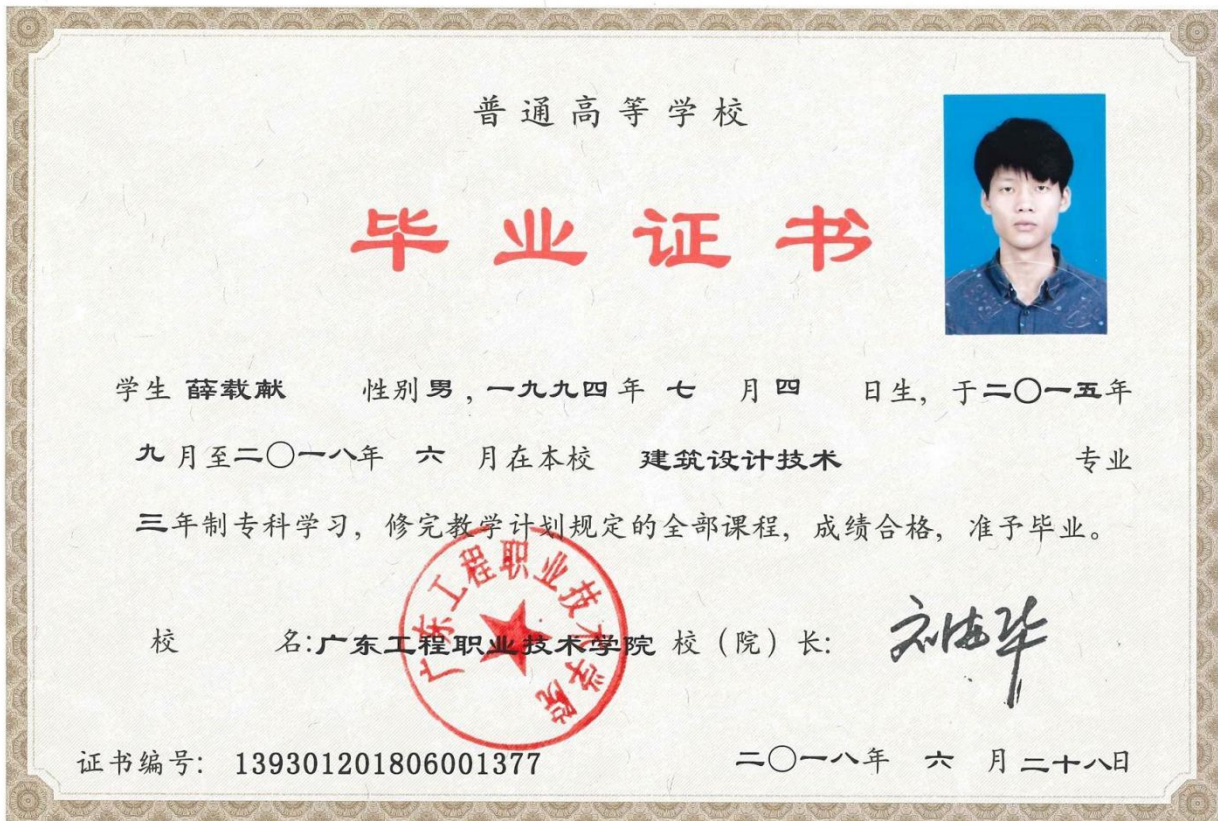 普通高等学校
毕业证书
学生 薛载献 性别男，一九九四年 七 月四 日生，于二〇一五年
九月至二〇一八年 六 月在本校 建筑设计技术 专业
三年制专科学习，修完教学计划规定的全部课程，成绩合格，准予毕业。
校 名:广东工程职业技术学院 校（院）长:
广东工程职业技术学院
证书编号: 139301201806001377 二〇一八年 六 月二十八日